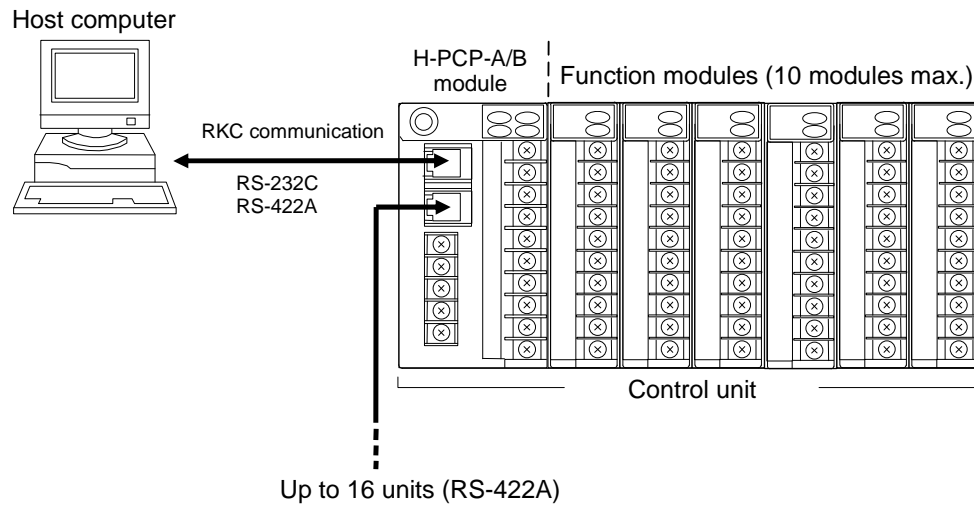 Host computer
H-PCP-A/B
module
Function modules (10 modules max.)
RKC communication
RS-232C
RS-422A
Control unit
Up to 16 units (RS-422A)